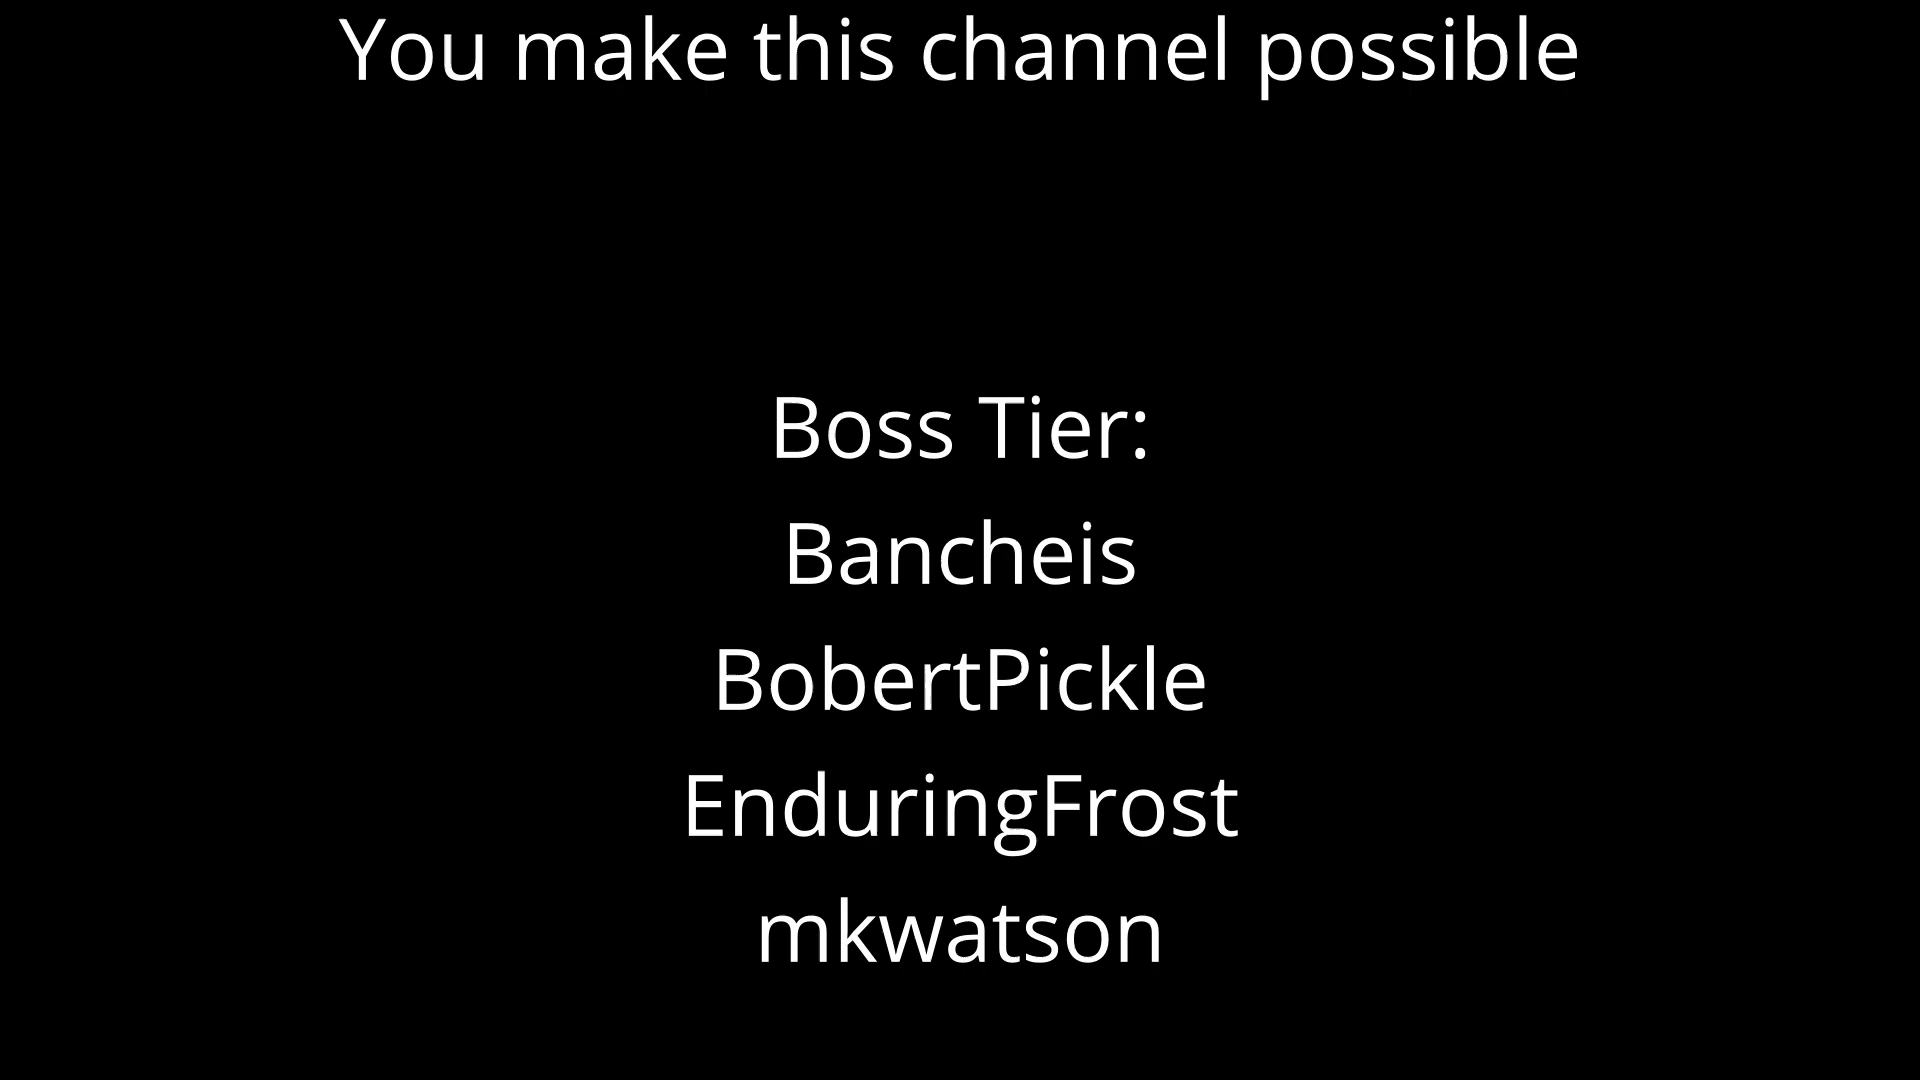 You make this channel possible
Boss Tier:
Bancheis
BobertPickle
EnduringFrost
mkwatson